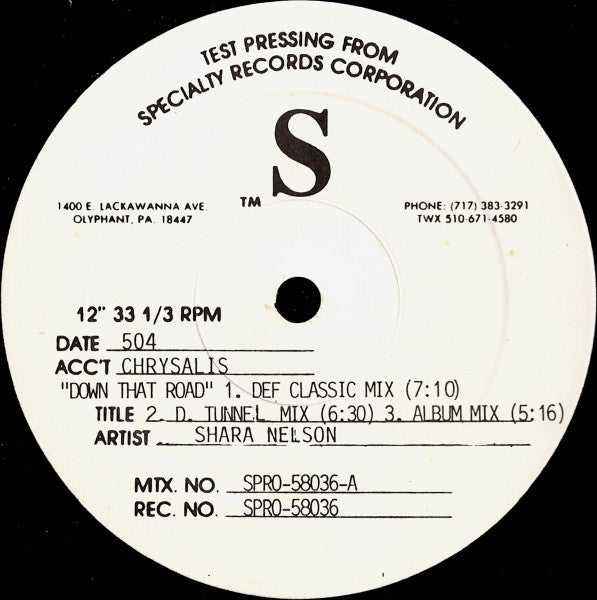 TEST PRESSING FROM
SPECIALTY RECORDS CORPORATION
S
TM
1400 E. LACKAWANNA AVE.
OLYPHANT, PA. 18447
PHONE: (717) 383-3291
TWX 510-671-4580
12" 33 1/3 RPM
DATE 504
ACC'T CHRYSALIS
"DOWN THAT ROAD" 1. DEF CLASSIC MIX (7:10)
TITLE 2. D. TUNNEL MIX (6:30) 3. ALBUM MIX (5:16)
ARTIST SHARA NELSON
MTX. NO. SPRO-58036-A
REC. NO. SPRO-58036